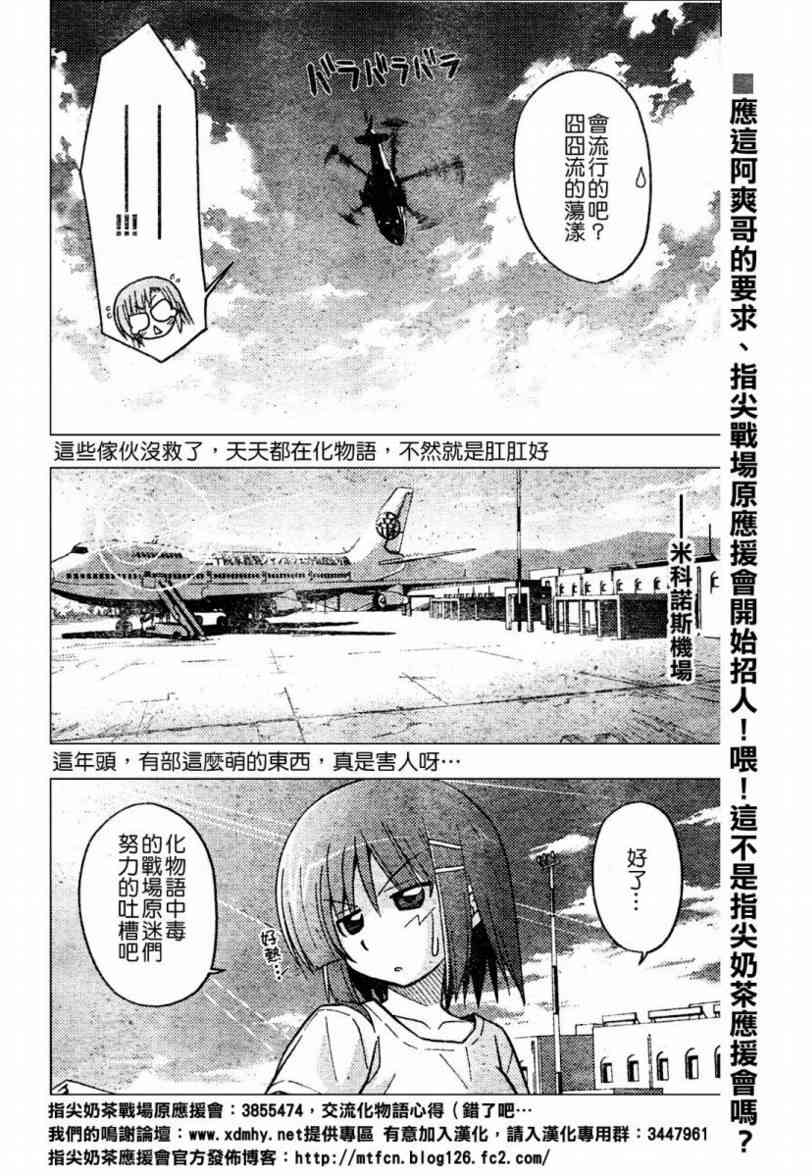 ■應這阿爽哥的要求、指尖戰場原應援會開始招人！喂！這不是指尖奶茶應援會嗎？
會流行的吧？
囧囧流的蕩漾
バラバラバラ
——————!!!!
這些傢伙沒救了，天天都在化物語，不然就是肛肛好
——米科諾斯機場
這年頭，有部這麼萌的東西，真是害人呀…
好了…
好熱…
化物語中毒
的戰場原迷們
努力的吐槽吧
指尖奶茶戰場原應援會：3855474，交流化物語心得（錯了吧…
我們的鳴謝論壇：www.xdmhy.net提供專區 有意加入漢化，請入漢化專用群：3447961
指尖奶茶應援會官方發佈博客：http://mtfcn.blog126.fc2.com/